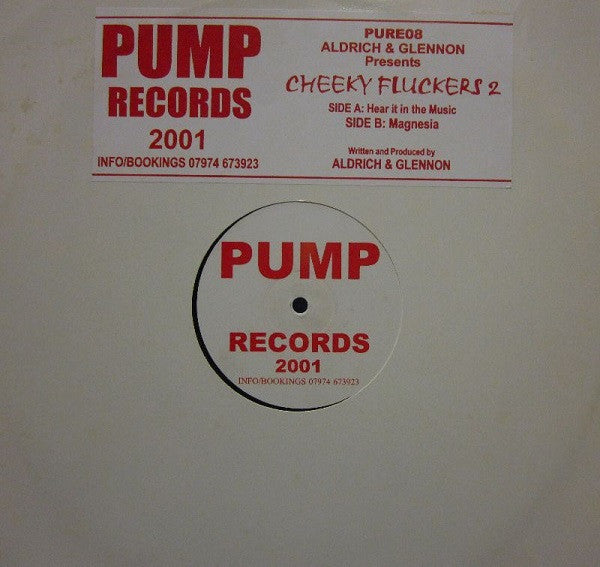 PUMP
RECORDS
2001
INFO/BOOKINGS 07974 673923
PURE08
ALDRICH & GLENNON
Presents
CHEEKY FLUCKERS 2
SIDE A: Hear it in the Music
SIDE B: Magnesia
Written and Produced by
ALDRICH & GLENNON
PUMP
RECORDS
2001
INFO/BOOKINGS 07974 673923